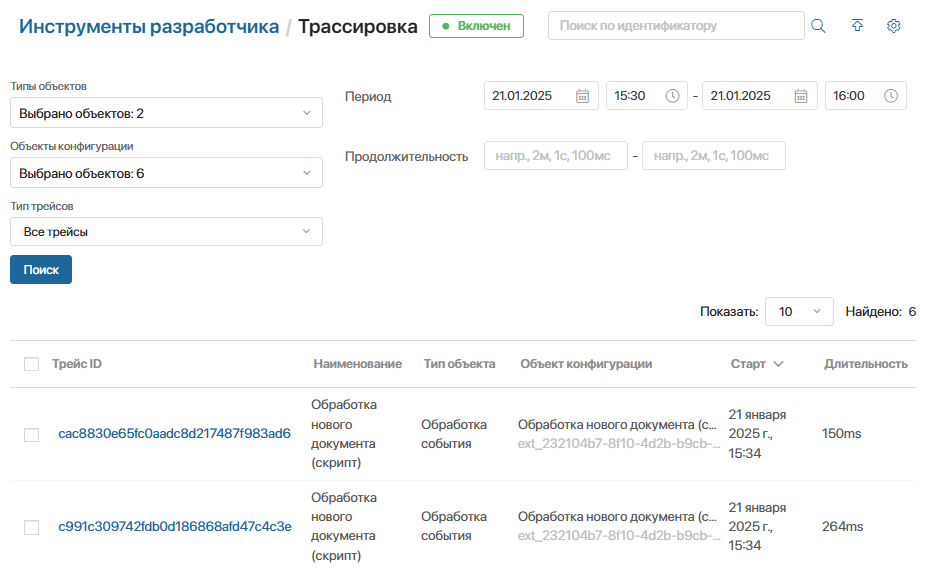 Инструменты разработчика / Трассировка
Включен
Поиск по идентификатору
Типы объектов
Выбрано объектов: 2
Период
21.01.2025
15:30
-
21.01.2025
16:00
Объекты конфигурации
Выбрано объектов: 6
Продолжительность
напр., 2м, 1с, 100мс
-
напр., 2м, 1с, 100мс
Тип трейсов
Все трейсы
Поиск
Показать:
10
Найдено: 6
Трейс ID
Наименование
Тип объекта
Объект конфигурации
Старт
Длительность
cac8830e65fc0aadc8d217487f983ad6
Обработка
нового
документа
(скрипт)
Обработка
события
Обработка нового документа (с...
ext_232104b7-8f10-4d2b-b9cb-...
21 января
2025 г.,
15:34
150ms
c991c309742fdb0d186868afd47c4c3e
Обработка
нового
документа
(скрипт)
Обработка
события
Обработка нового документа (с...
ext_232104b7-8f10-4d2b-b9cb-...
21 января
2025 г.,
15:34
264ms